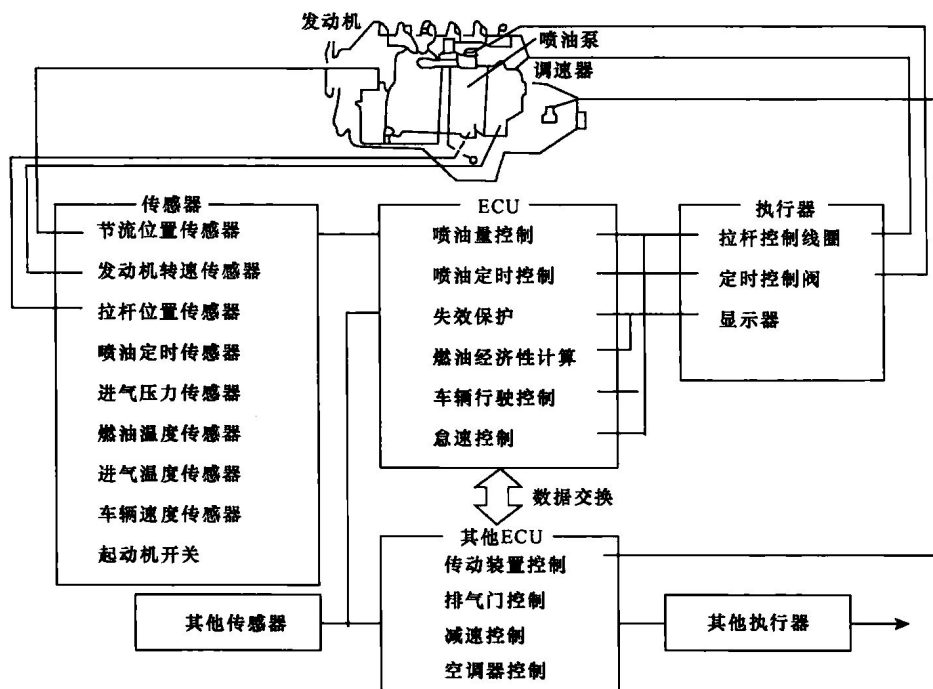 发动机
喷油泵
调速器
传感器
节流位置传感器
发动机转速传感器
拉杆位置传感器
喷油定时传感器
进气压力传感器
燃油温度传感器
进气温度传感器
车辆速度传感器
起动机开关
ECU
喷油量控制
喷油定时控制
失效保护
燃油经济性计算
车辆行驶控制
怠速控制
执行器
拉杆控制线圈
定时控制阀
显示器
数据交换
其他ECU
传动装置控制
排气门控制
减速控制
空调器控制
其他传感器
其他执行器